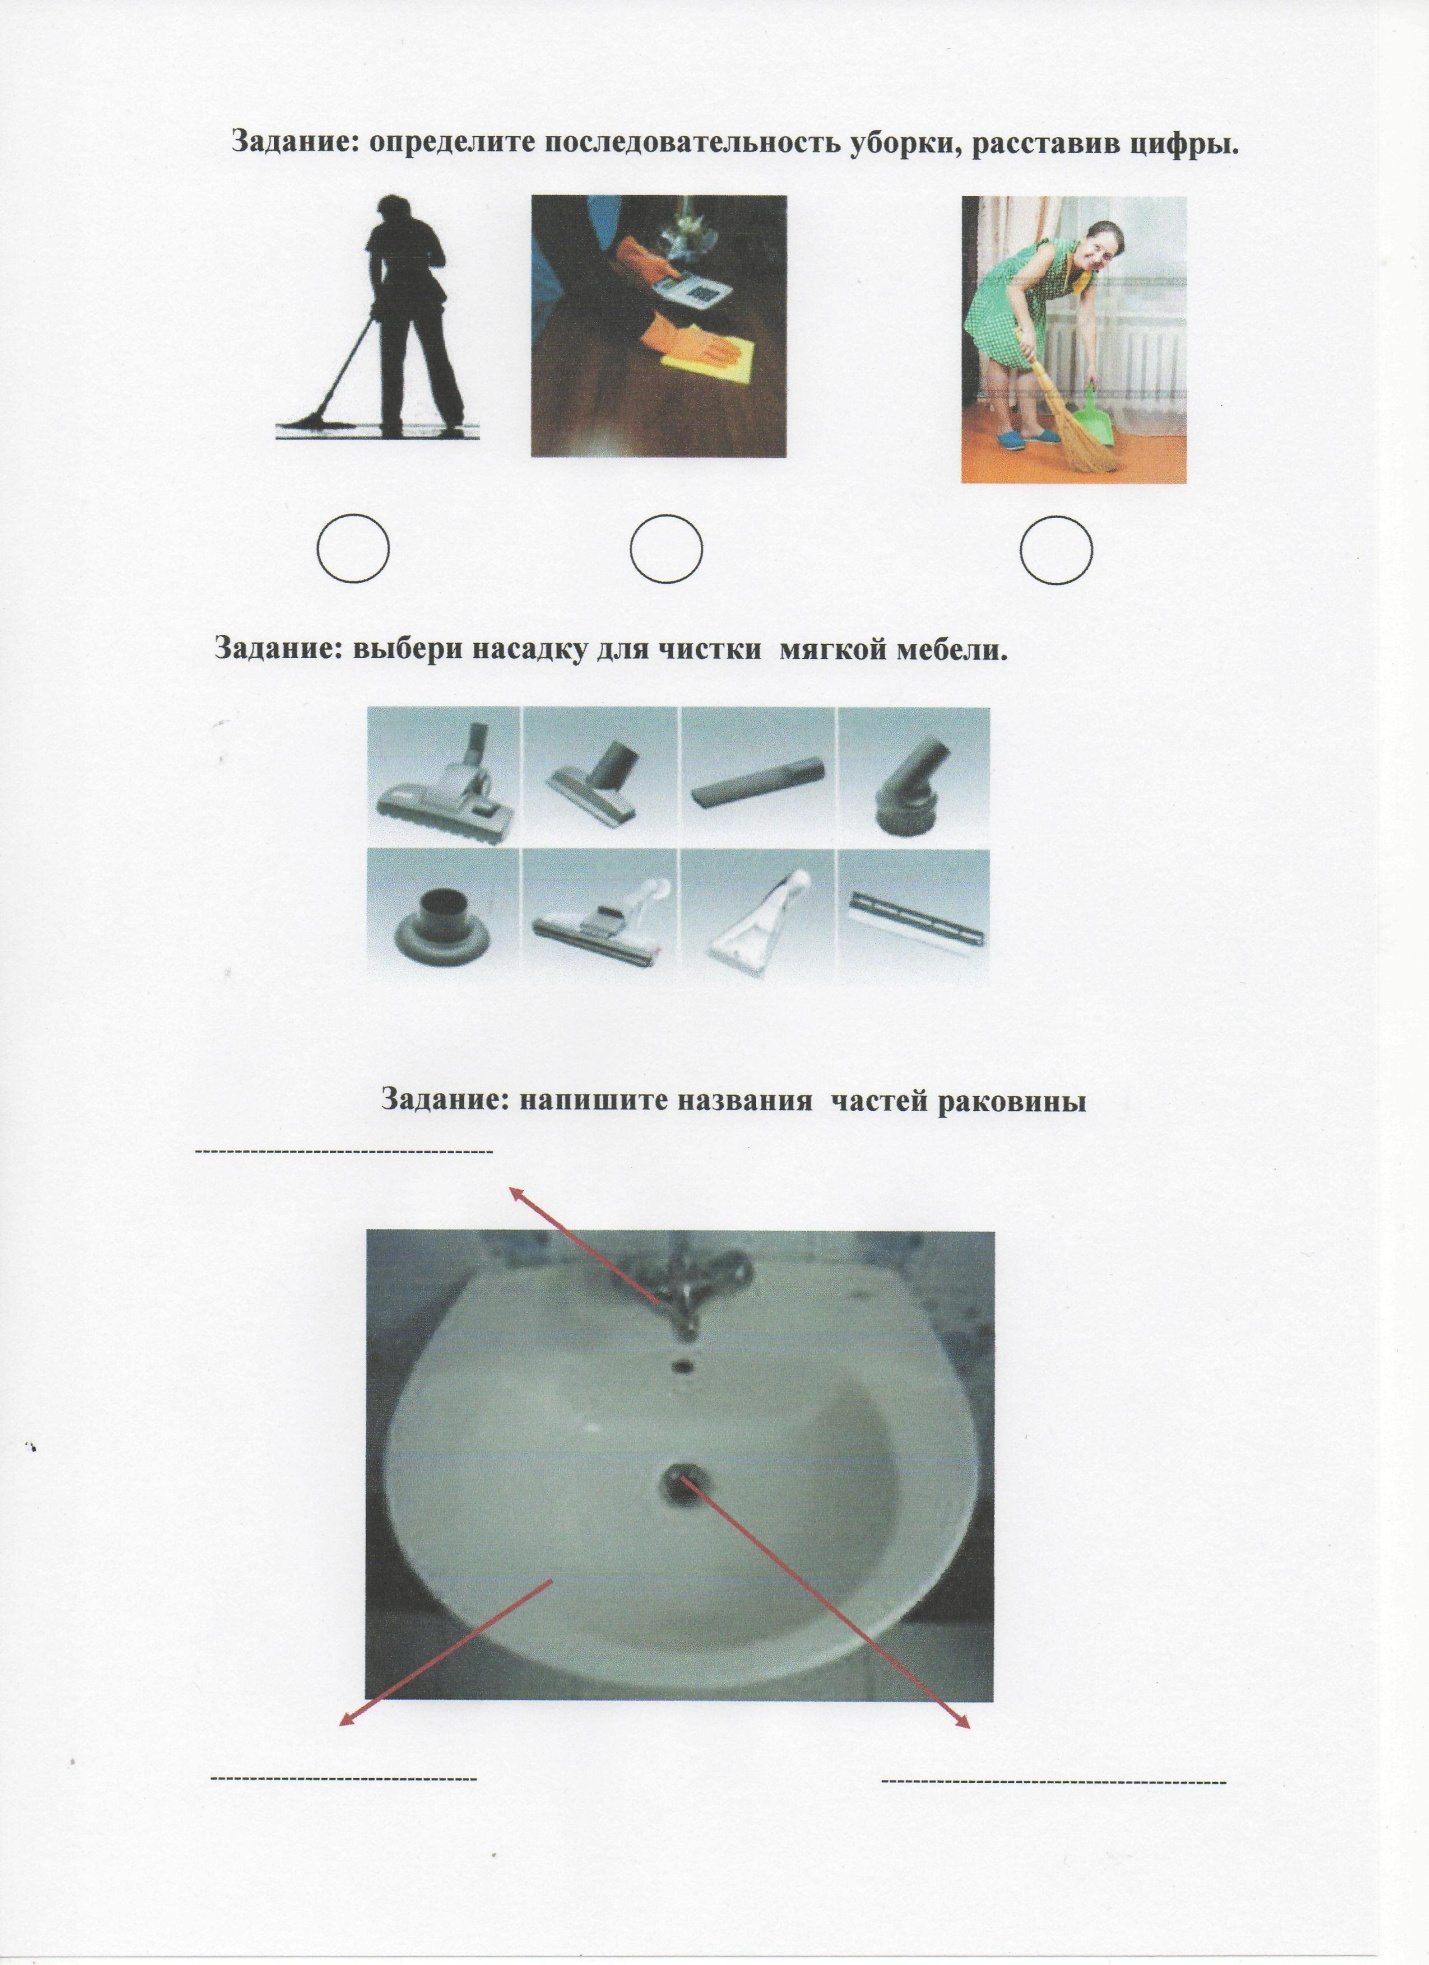 Задание: определите последовательность уборки, расставив цифры.
Задание: выбери насадку для чистки мягкой мебели.
Задание: напишите названия частей раковины